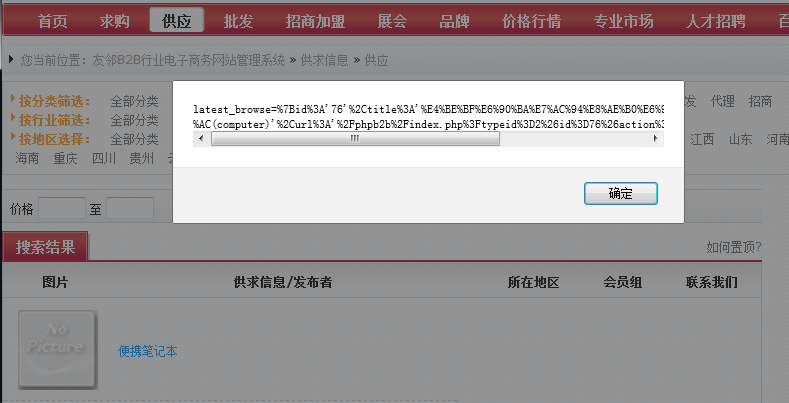 首页 求购 供应 批发 招商加盟 展会 品牌 价格行情 专业市场 人才招聘
您当前位置：友邻B2B行业电子商务网站管理系统 » 供求信息 » 供应
latest_browse=%7Bid%3A'76'%2Ctitle%3A'%E4%BE%BF%E6%90%BA%E7%AC%94%E8%AE%B0%E6%9
%AC(computer)'%2Curl%3A'%2Fphpb2b%2Findex.php%3Ftypeid%3D2%26id%3D76%26action%3
确定
按分类筛选： 全部分类 发 代理 招商
按行业筛选： 全部分类
按地区选择： 全部分类 江西 山东 河南
海南 重庆 四川 贵州
价格 至
搜索结果 如何置顶?
图片 供求信息/发布者 所在地区 会员组 联系我们
No
Picture
便携笔记本